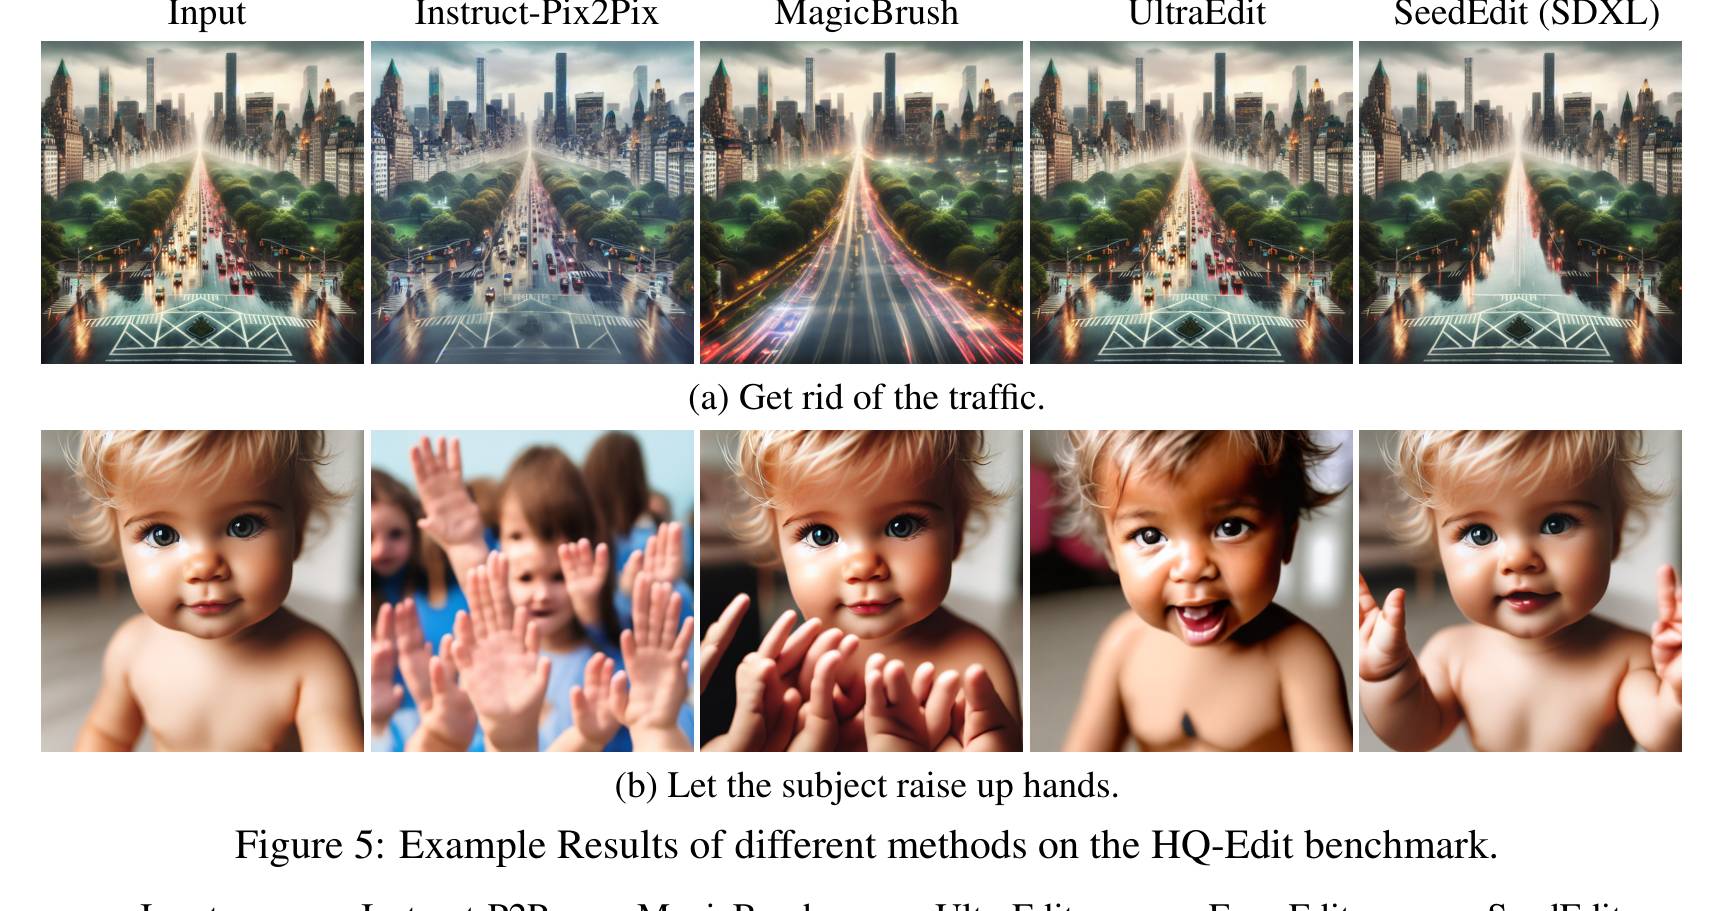 Input Instruct-Pix2Pix MagicBrush UltraEdit SeedEdit (SDXL)
(a) Get rid of the traffic.
(b) Let the subject raise up hands.
Figure 5: Example Results of different methods on the HQ-Edit benchmark.